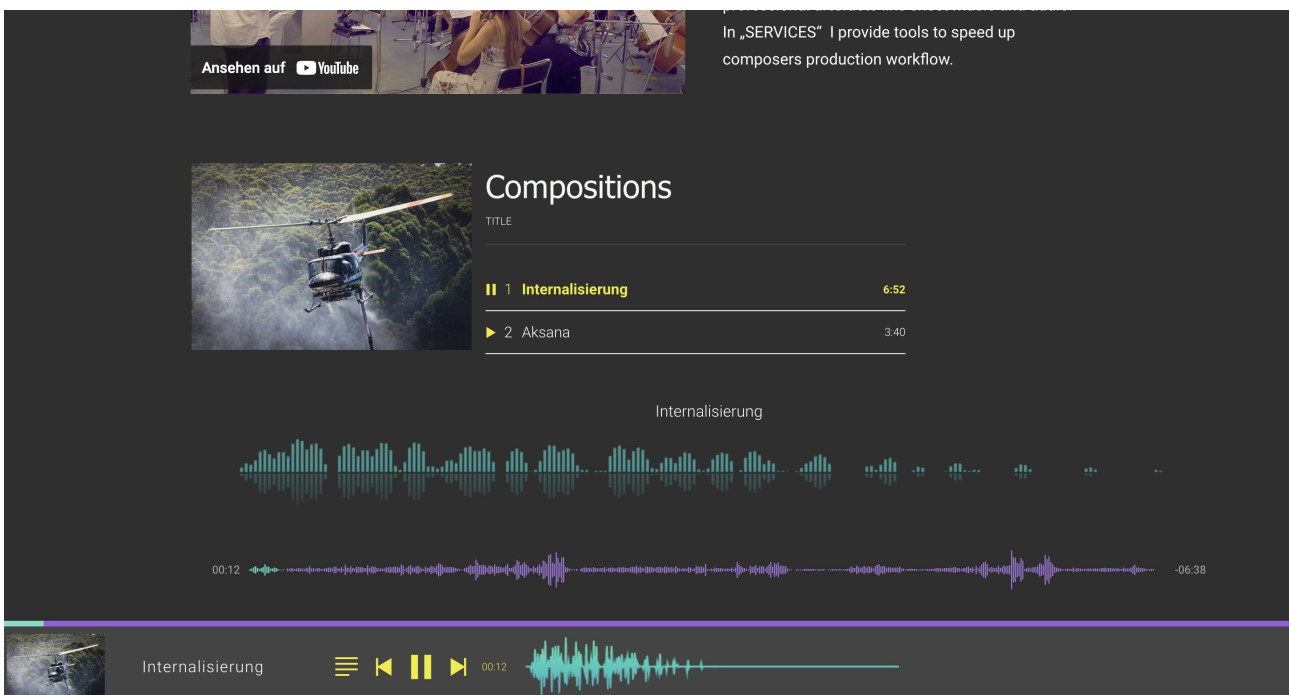 In „SERVICES“ I provide tools to speed up
composers production workflow.
Ansehen auf YouTube
Compositions
TITLE
1 Internalisierung 6:52
2 Aksana 3:40
Internalisierung
00:12 -06:38
Internalisierung 00:12